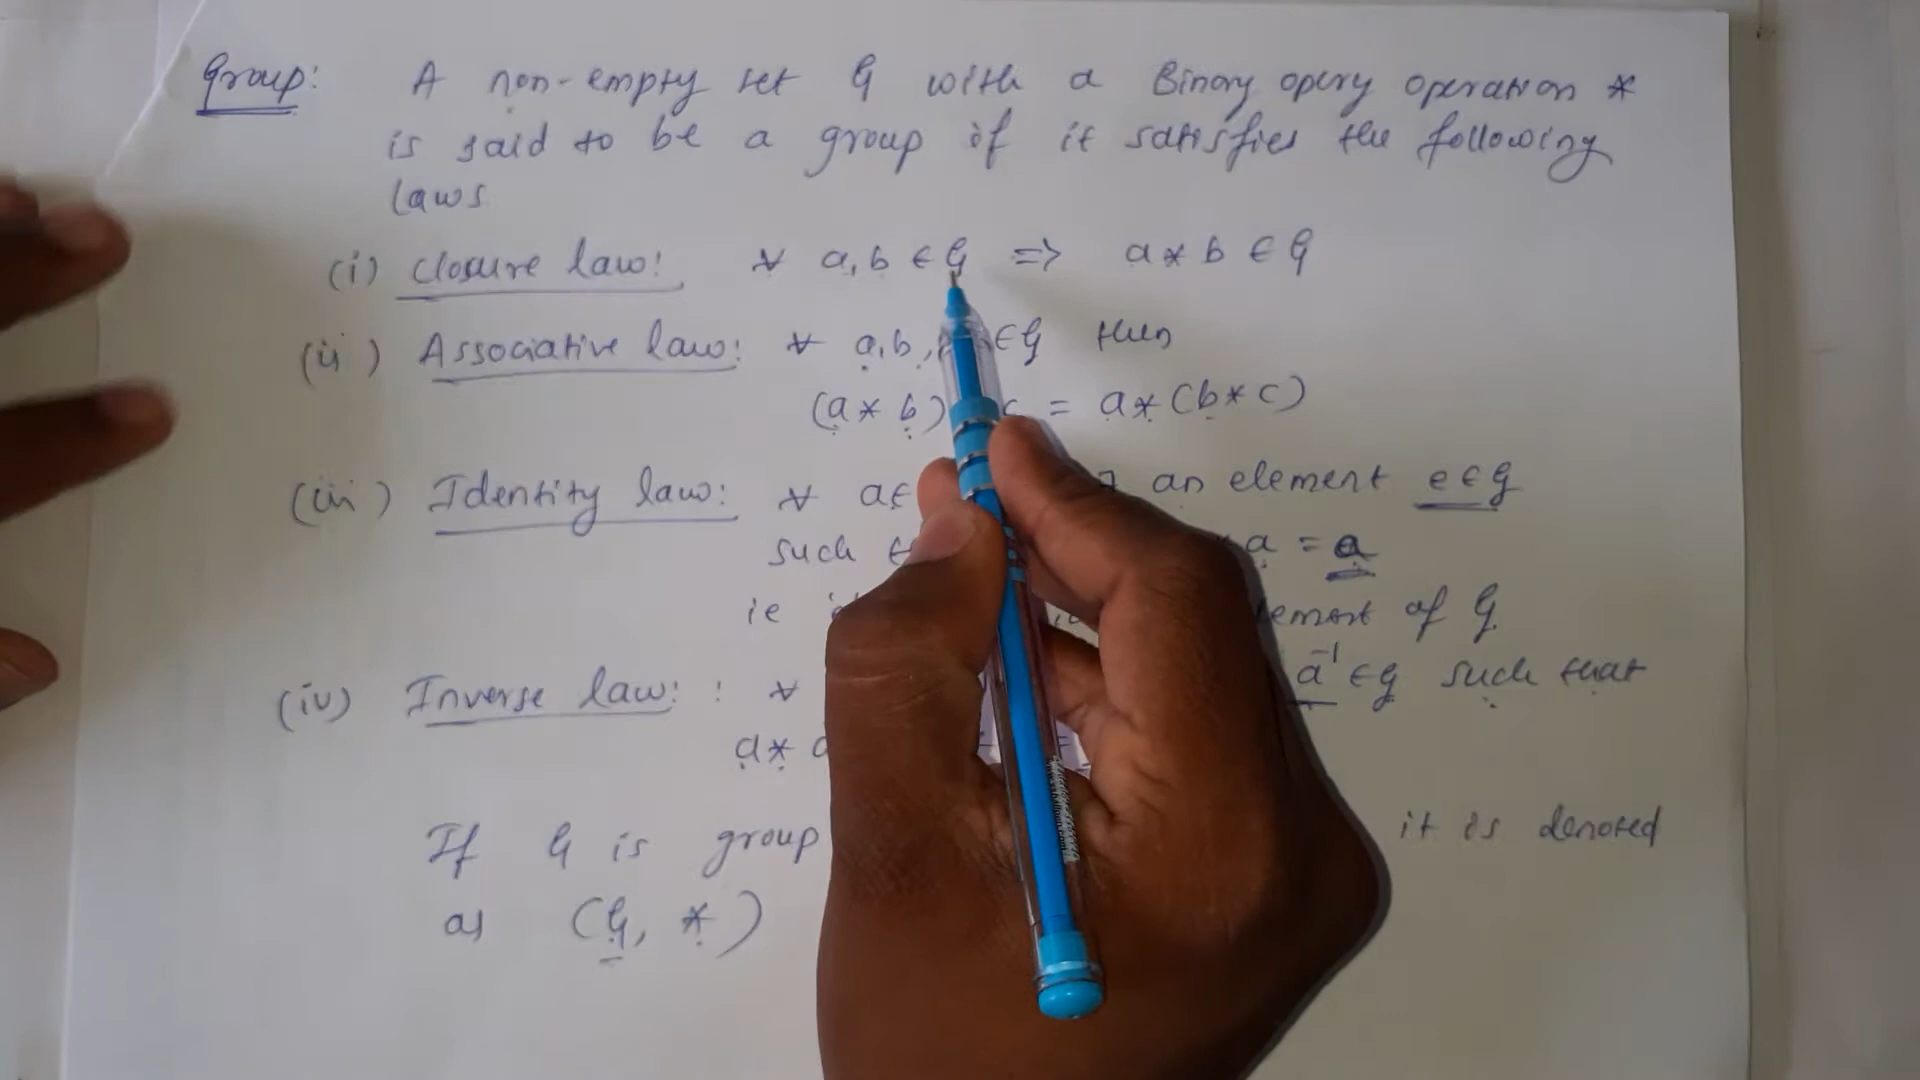 Group: A non-empty set G with a Binary opery operation *
is said to be a group if it satisfies the following
laws.
(i) Closure law: ∀ a,b ∈ G => a * b ∈ G
(ii) Associative law: ∀ a,b, ∈ G then
(a * b) c = a * (b * c)
(iii) Identity law: ∀ a∈ ∃ an element e ∈ G
such a = a
ie of G.
(iv) Inverse law: : ∀ a⁻¹ ∈ G such that
a * =
If G is group it is denoted
as (G, *)